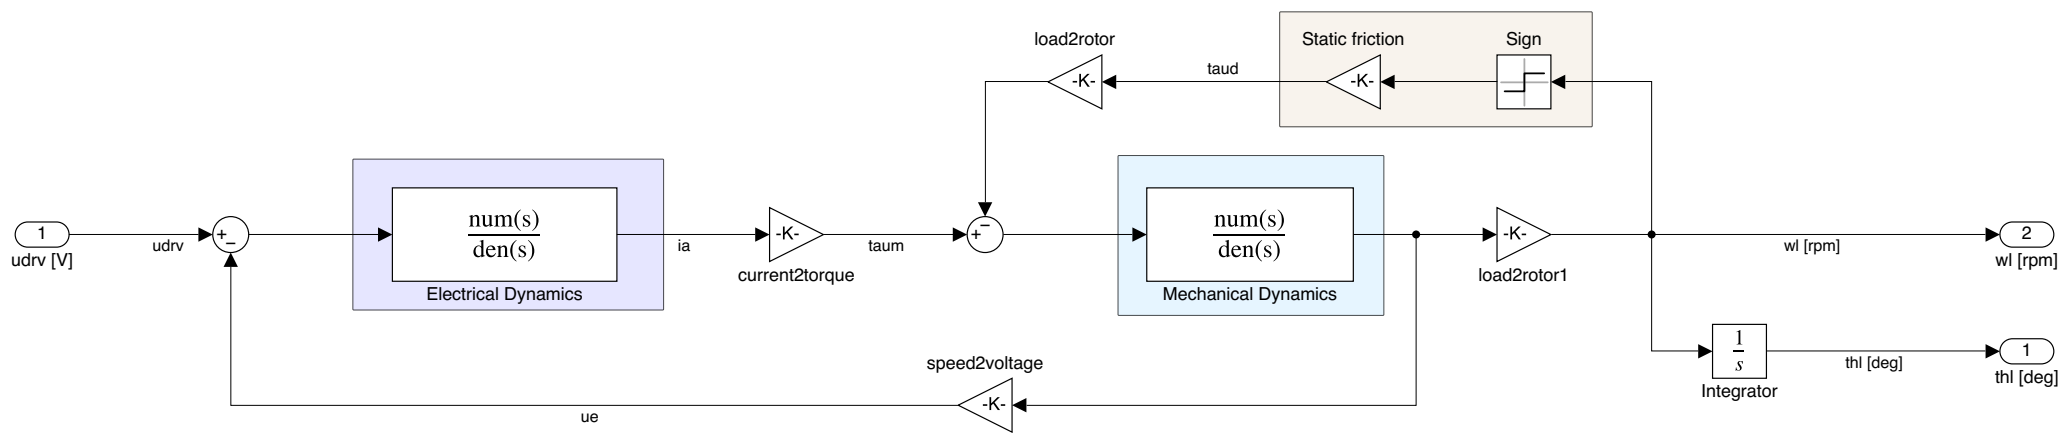 load2rotor
Static friction
Sign
-K-
taud
-K-
1
udrv [V]
udrv
+
−
num(s)
den(s)
Electrical Dynamics
ia
-K-
current2torque
taum
+
−
num(s)
den(s)
Mechanical Dynamics
-K-
load2rotor1
wl [rpm]
2
wl [rpm]
1
s
Integrator
thl [deg]
1
thl [deg]
speed2voltage
-K-
ue